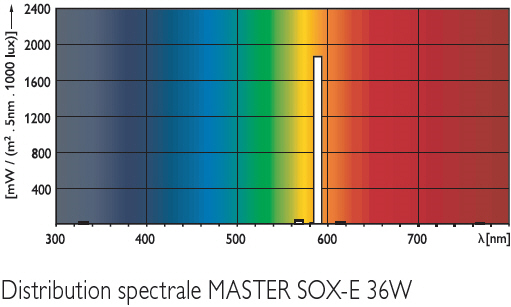 2400
2000
1600
1200
800
400
[mW / (m² . 5nm . 1000 lux)]
300 400 500 600 700 λ[nm]
Distribution spectrale MASTER SOX-E 36W